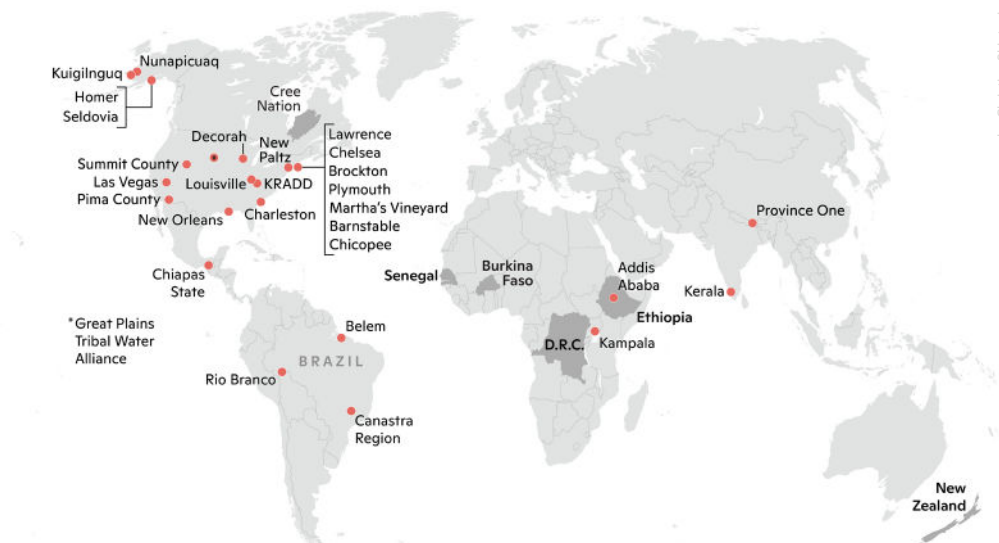 Nunapicuaq
Kuigilnguq
Homer
Seldovia
Cree
Nation
Decorah
New
Paltz
Lawrence
Chelsea
Brockton
Plymouth
Martha's Vineyard
Barnstable
Chicopee
Summit County
Las Vegas
Louisville
KRADD
Pima County
New Orleans
Charleston
Chiapas
State
*Great Plains
Tribal Water
Alliance
Belem
BRAZIL
Rio Branco
Canastra
Region
Senegal
Burkina
Faso
Addis
Ababa
Ethiopia
D.R.C.
Kampala
Province One
Kerala
New
Zealand